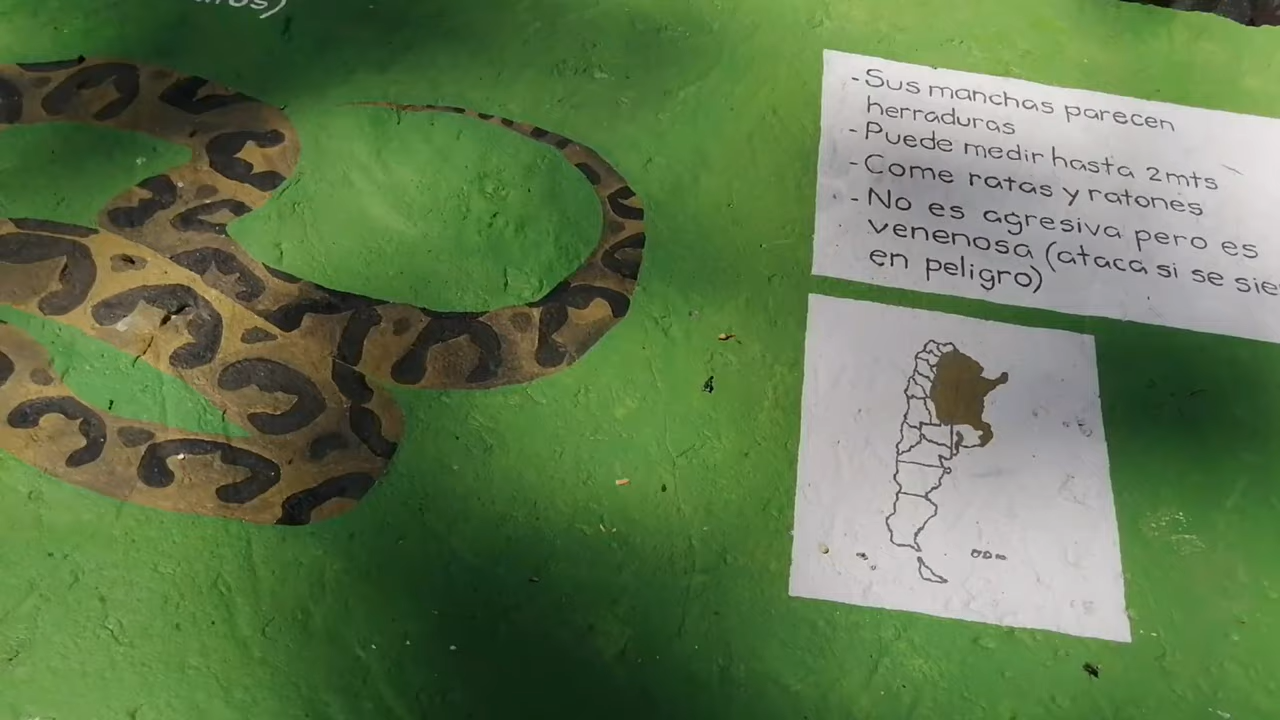 - Sus manchas parecen
herraduras
- Puede medir hasta 2mts
- Come ratas y ratones
- No es agresiva pero es
venenosa (ataca si se
en peligro)